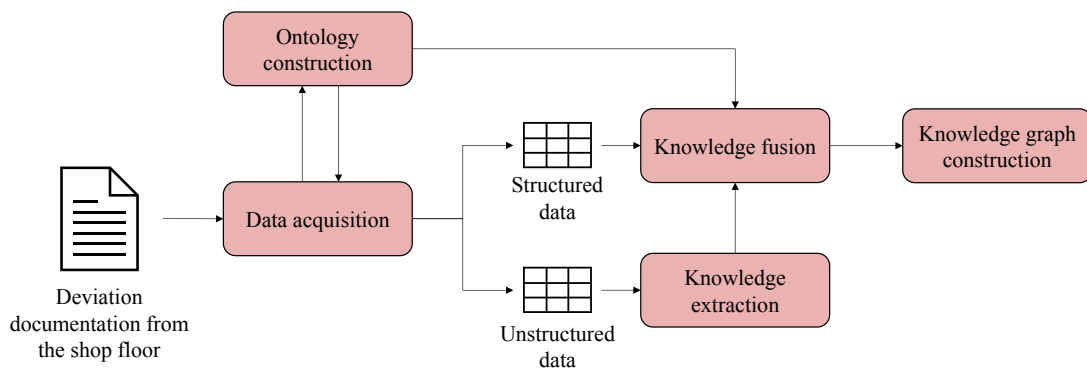 Ontology
construction
Knowledge fusion
Knowledge graph
construction
Structured
data
Data acquisition
Knowledge
extraction
Deviation
documentation from
the shop floor
Unstructured
data